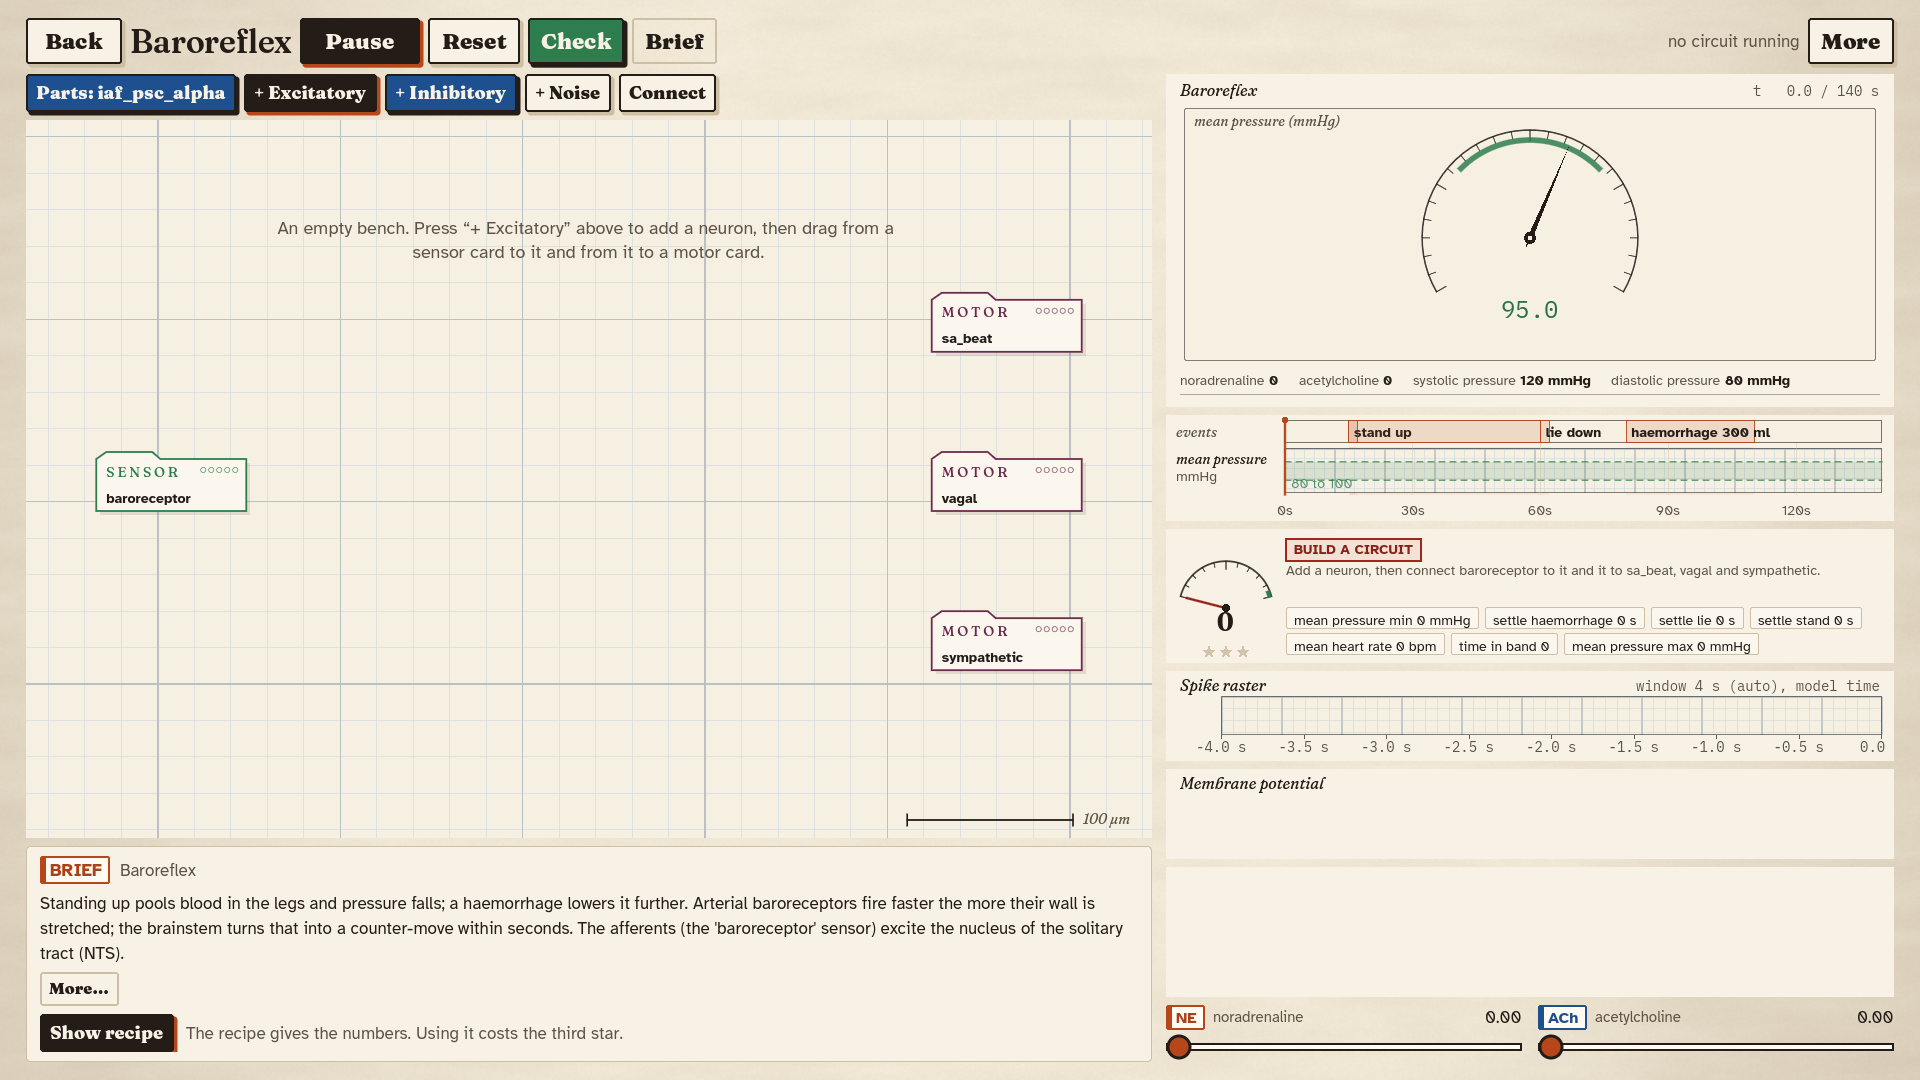 Back Baroreflex Pause Reset Check Brief no circuit running More
Parts: iaf_psc_alpha + Excitatory + Inhibitory + Noise Connect
An empty bench. Press “+ Excitatory” above to add a neuron, then drag from a
sensor card to it and from it to a motor card.
MOTOR
sa_beat
SENSOR
baroreceptor
MOTOR
vagal
MOTOR
sympathetic
100 µm
BRIEF Baroreflex
Standing up pools blood in the legs and pressure falls; a haemorrhage lowers it further. Arterial baroreceptors fire faster the more their wall is
stretched; the brainstem turns that into a counter-move within seconds. The afferents (the 'baroreceptor' sensor) excite the nucleus of the solitary
tract (NTS).
More...
Show recipe The recipe gives the numbers. Using it costs the third star.
Baroreflex t 0.0 / 140 s
mean pressure (mmHg)
95.0
noradrenaline 0 acetylcholine 0 systolic pressure 120 mmHg diastolic pressure 80 mmHg
events stand up lie down haemorrhage 300 ml
mean pressure
mmHg
80 to 100
0s 30s 60s 90s 120s
BUILD A CIRCUIT
Add a neuron, then connect baroreceptor to it and it to sa_beat, vagal and sympathetic.
0
mean pressure min 0 mmHg settle haemorrhage 0 s settle lie 0 s settle stand 0 s
mean heart rate 0 bpm time in band 0 mean pressure max 0 mmHg
Spike raster window 4 s (auto), model time
-4.0 s -3.5 s -3.0 s -2.5 s -2.0 s -1.5 s -1.0 s -0.5 s 0.0
Membrane potential
NE noradrenaline 0.00 ACh acetylcholine 0.00